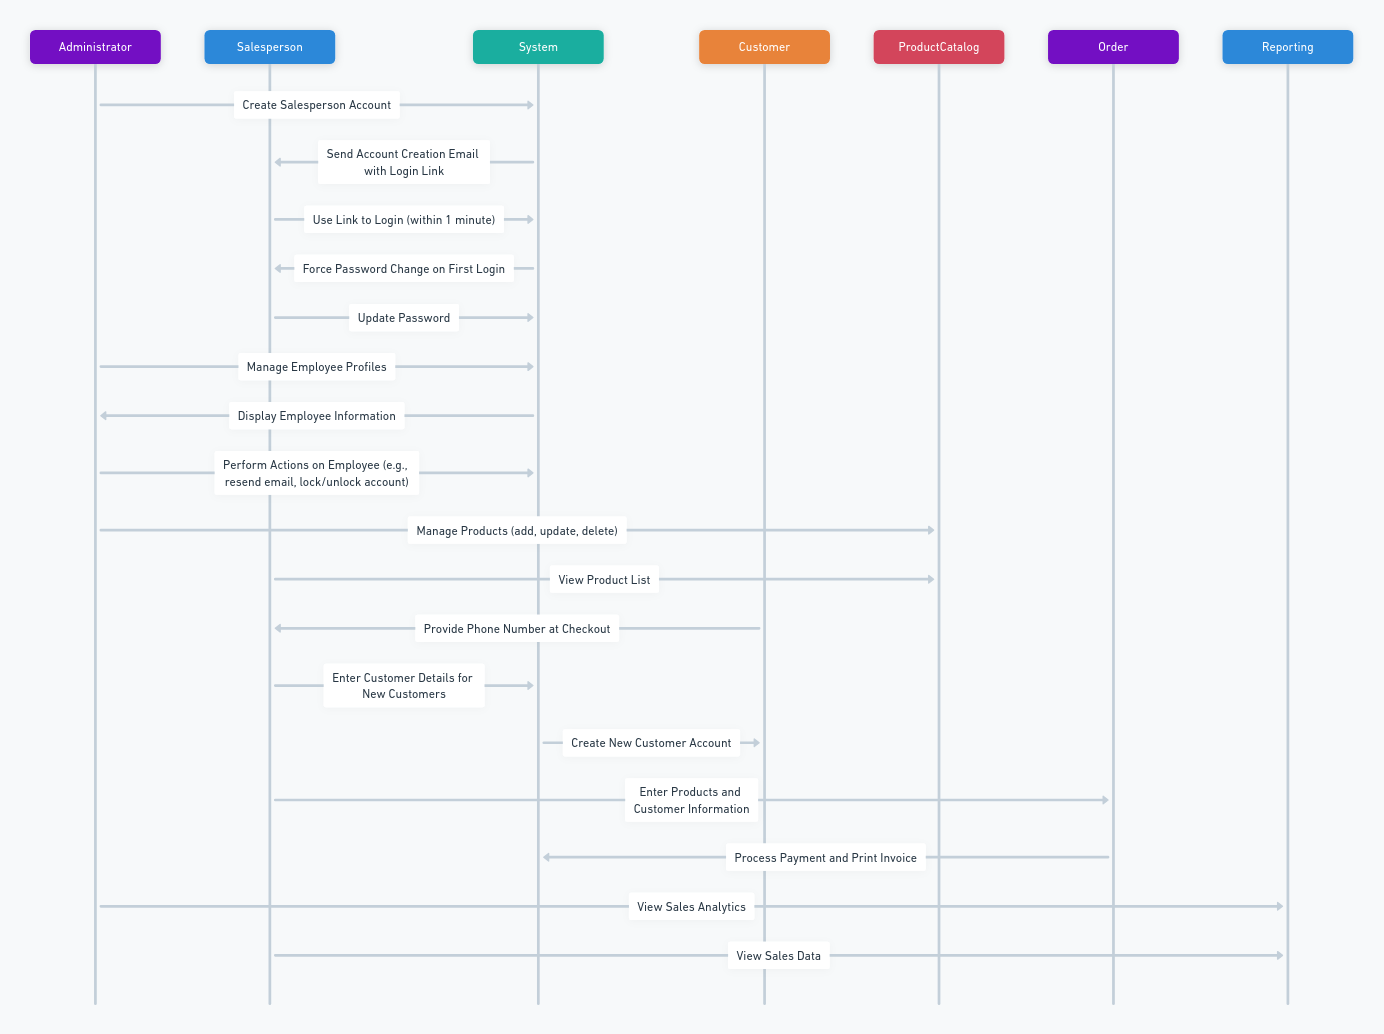 Administrator
Salesperson
System
Customer
ProductCatalog
Order
Reporting
Create Salesperson Account
Send Account Creation Email
with Login Link
Use Link to Login (within 1 minute)
Force Password Change on First Login
Update Password
Manage Employee Profiles
Display Employee Information
Perform Actions on Employee (e.g.,
resend email, lock/unlock account)
Manage Products (add, update, delete)
View Product List
Provide Phone Number at Checkout
Enter Customer Details for
New Customers
Create New Customer Account
Enter Products and
Customer Information
Process Payment and Print Invoice
View Sales Analytics
View Sales Data